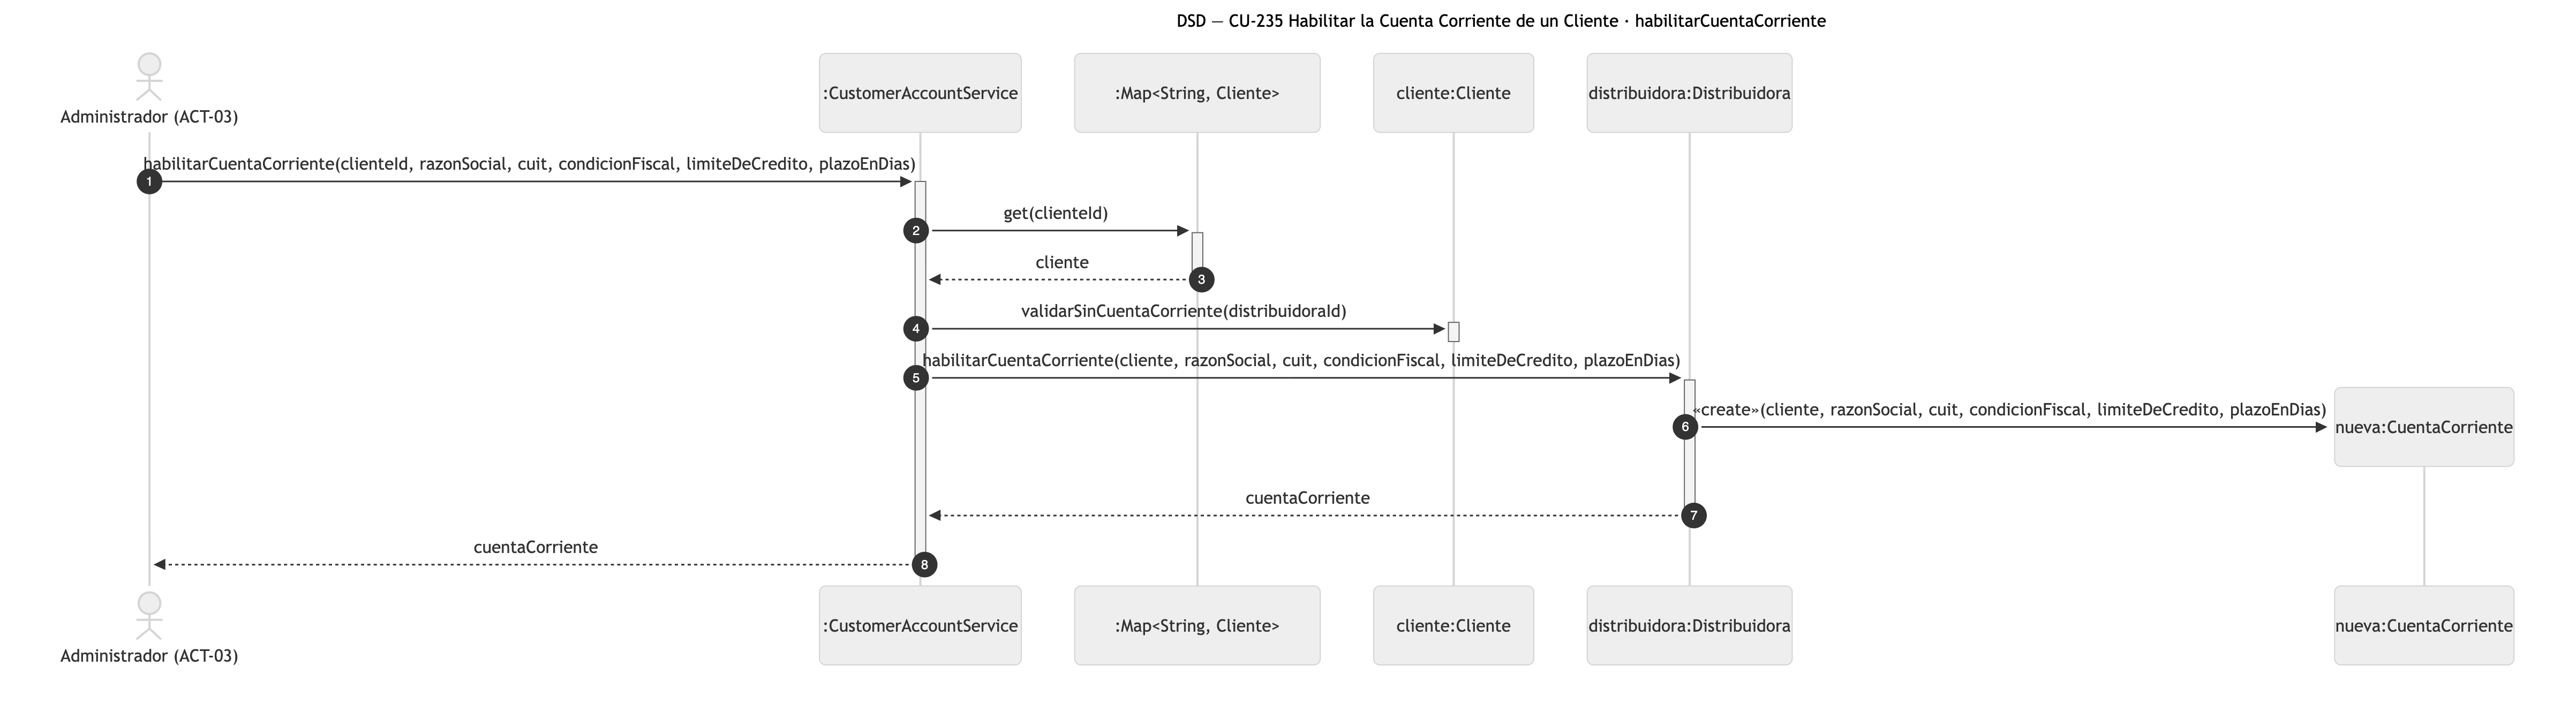 DSD — CU-235 Habilitar la Cuenta Corriente de un Cliente · habilitarCuentaCorriente
Administrador (ACT-03)
:CustomerAccountService
:Map<String, Cliente>
cliente:Cliente
distribuidora:Distribuidora
habilitarCuentaCorriente(clienteId, razonSocial, cuit, condicionFiscal, limiteDeCredito, plazoEnDias)
1
get(clienteId)
2
cliente
3
validarSinCuentaCorriente(distribuidoraId)
4
habilitarCuentaCorriente(cliente, razonSocial, cuit, condicionFiscal, limiteDeCredito, plazoEnDias)
5
«create»(cliente, razonSocial, cuit, condicionFiscal, limiteDeCredito, plazoEnDias)
6
nueva:CuentaCorriente
cuentaCorriente
7
cuentaCorriente
8
Administrador (ACT-03)
:CustomerAccountService
:Map<String, Cliente>
cliente:Cliente
distribuidora:Distribuidora
nueva:CuentaCorriente